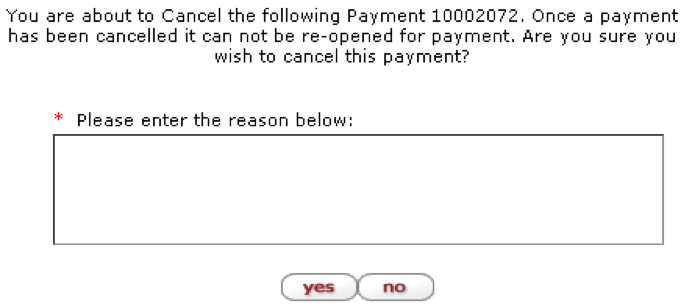 You are about to Cancel the following Payment 10002072. Once a payment
has been cancelled it can not be re-opened for payment. Are you sure you
wish to cancel this payment?
* Please enter the reason below:
yes no